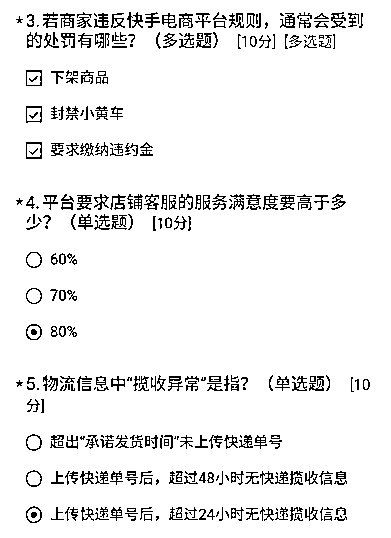 *3.若商家违反快手电商平台规则，通常会受到
的处罚有哪些？（多选题） [10分] [多选题]
下架商品
封禁小黄车
要求缴纳违约金
*4.平台要求店铺客服的服务满意度要高于多
少？（单选题） [10分]
60%
70%
80%
*5.物流信息中“揽收异常”是指？（单选题） [10
分]
超出“承诺发货时间”未上传快递单号
上传快递单号后，超过48小时无快递揽收信息
上传快递单号后，超过24小时无快递揽收信息